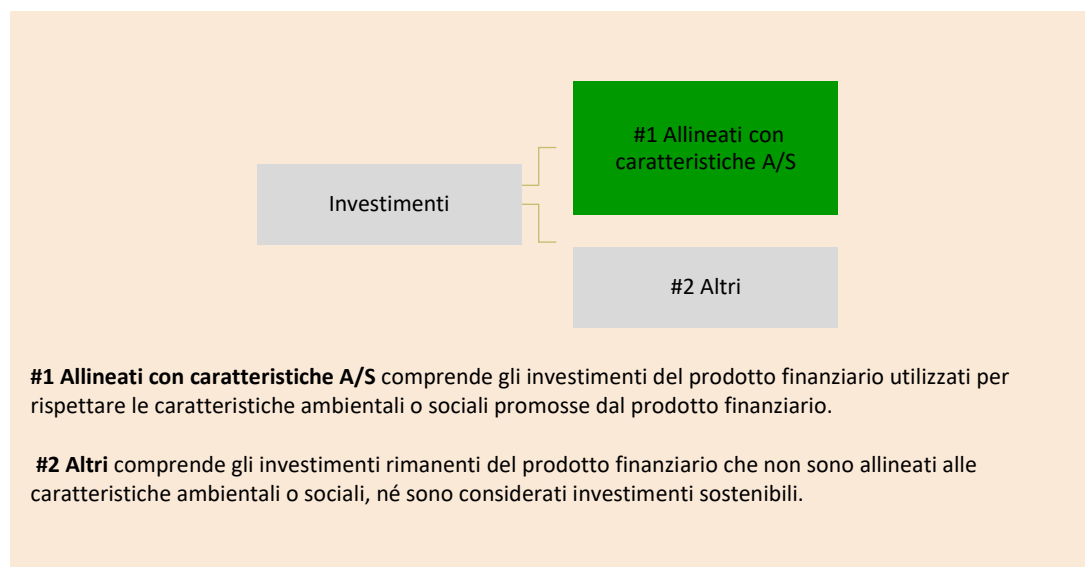 #1 Allineati con
caratteristiche A/S
Investimenti
#2 Altri
#1 Allineati con caratteristiche A/S comprende gli investimenti del prodotto finanziario utilizzati per
rispettare le caratteristiche ambientali o sociali promosse dal prodotto finanziario.
#2 Altri comprende gli investimenti rimanenti del prodotto finanziario che non sono allineati alle
caratteristiche ambientali o sociali, né sono considerati investimenti sostenibili.